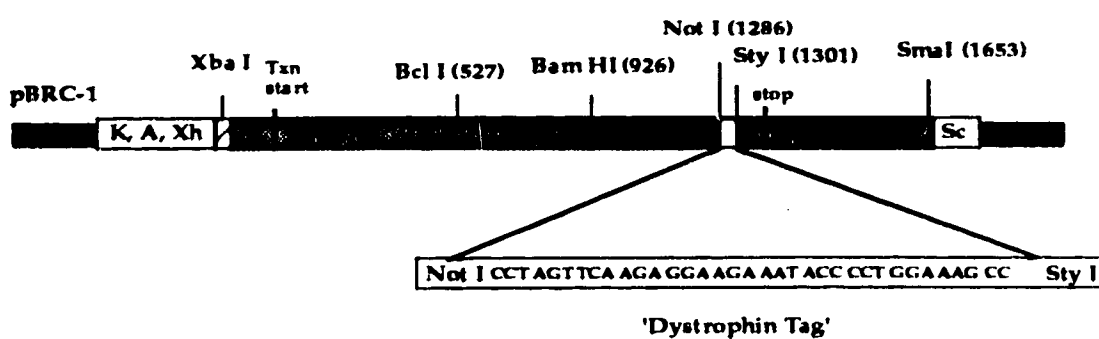 Not I (1286)
Xba I
Txn
start
Bcl I (527)
Bam HI (926)
Sty I (1301)
SmaI (1653)
stop
pBRC-1
K, A, Xh
Sc
Not I CCT AGT TCA AGA GGA AGA AAT ACC CCT GGA AAG CC Sty I
'Dystrophin Tag'